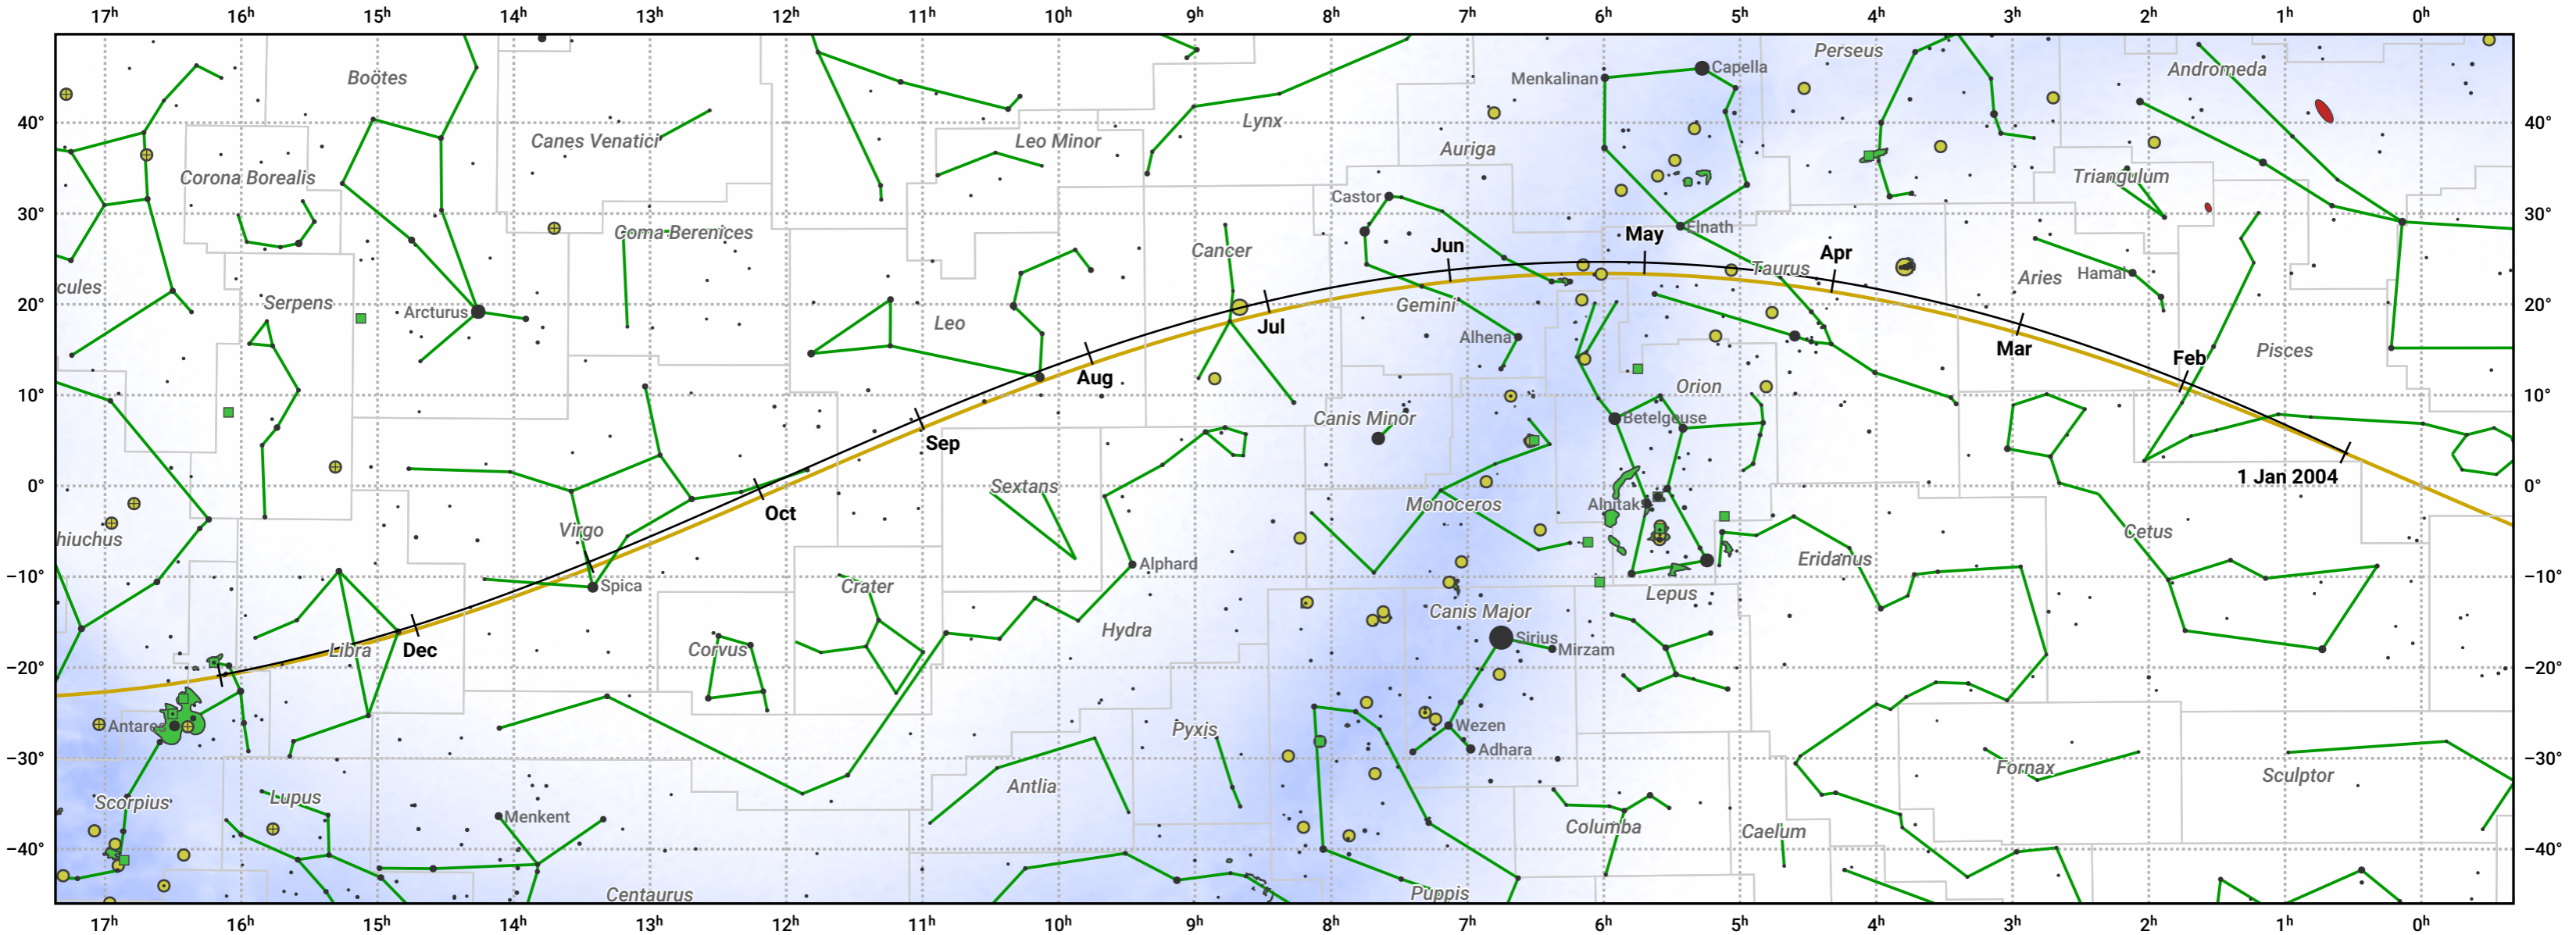 17h 16h 15h 14h 13h 12h 11h 10h 9h 8h 7h 6h 5h 4h 3h 2h 1h 0h
Perseus
Andromeda
Boötes
Menkalinan
Capella
40°
Canes Venatici
Leo Minor
Lynx
Auriga
40°
Corona Borealis
Triangulum
Castor
30°
Coma Berenices
Elnath
30°
Cancer
Jun
May
Apr
cules
Taurus
Aries
Hamal
20°
Serpens
Arcturus
Leo
Jul
Gemini
Alhena
20°
Aug
Mar
Feb
Pisces
10°
Orion
10°
Sep
Canis Minor
Betelgeuse
1 Jan 2004
0°
Sextans
Monoceros
Alnitak
0°
Oct
hiuchus
Virgo
Cetus
Eridanus
Alphard
−10°
Spica
Crater
Lepus
−10°
Canis Major
Hydra
Sirius
Mirzam
Libra
Dec
Corvus
−20°
−20°
Antares
Pyxis
Wezen
Adhara
−30°
Antlia
Fornax
Sculptor
−30°
Scorpius
Lupus
Menkent
Columba
Caelum
−40°
−40°
Centaurus
Puppis
17h 16h 15h 14h 13h 12h 11h 10h 9h 8h 7h 6h 5h 4h 3h 2h 1h 0h